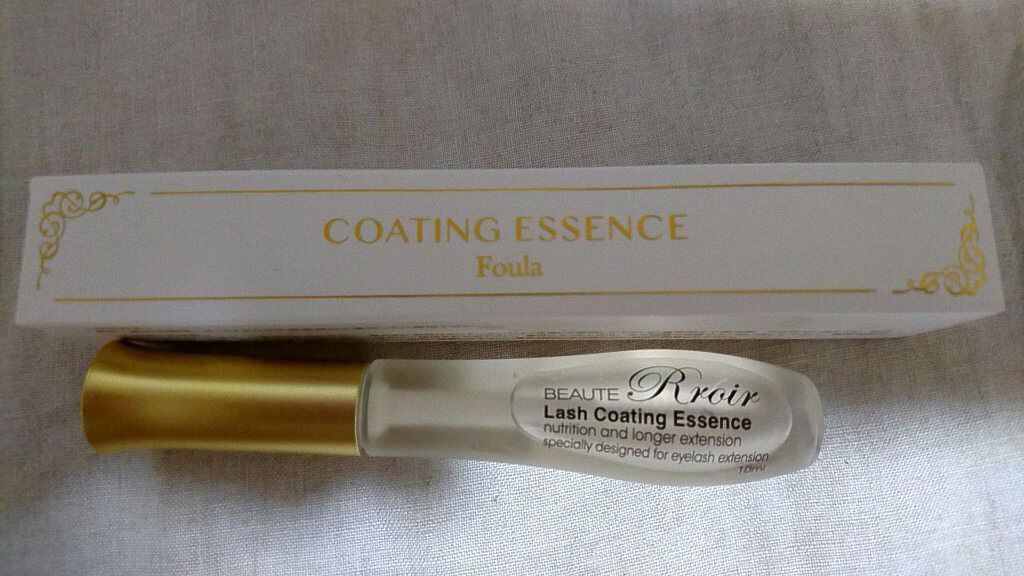 COATING ESSENCE
Foula
BEAUTE Rroir
Lash Coating Essence
nutrition and longer extension
specially designed for eyelash extension
10ml